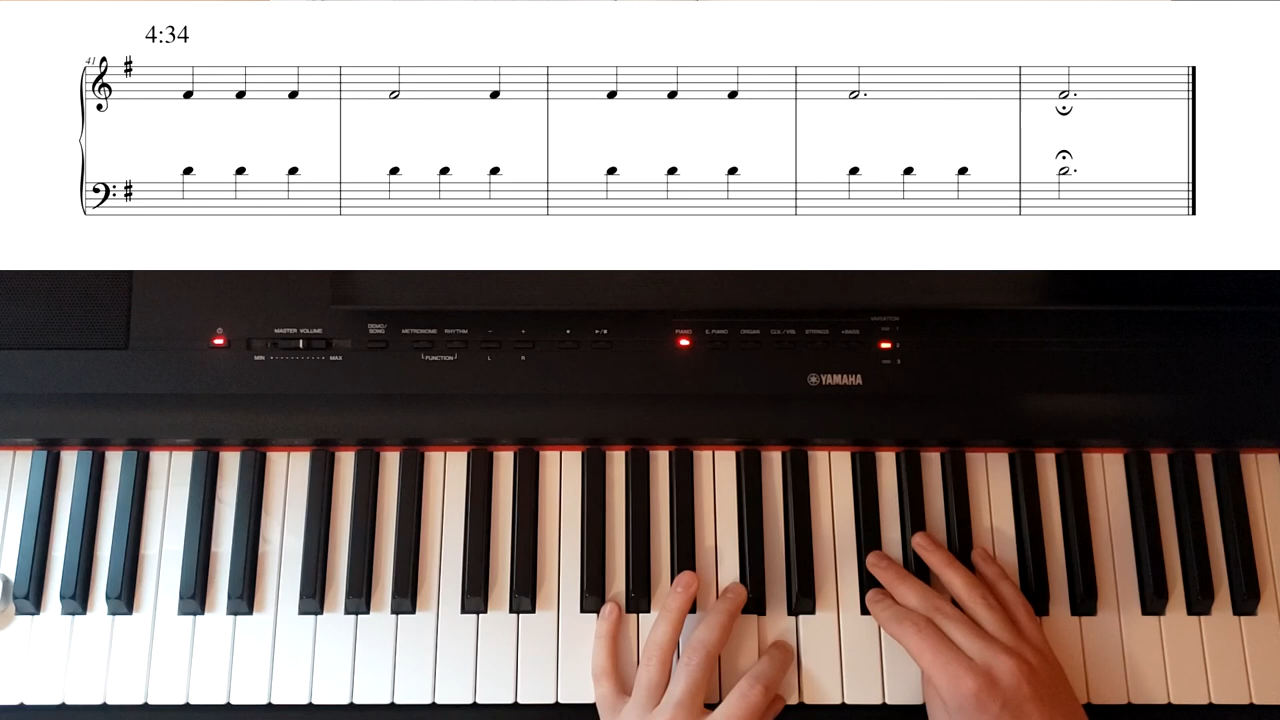 4:34
41
MASTER VOLUME
MIN MAX
DEMO/
SONG
METRONOME RHYTHM - +
FUNCTION
L R
PIANO E.PIANO ORGAN CLV./VIB. STRINGS +BASS
VARIATION
1
2
3
YAMAHA